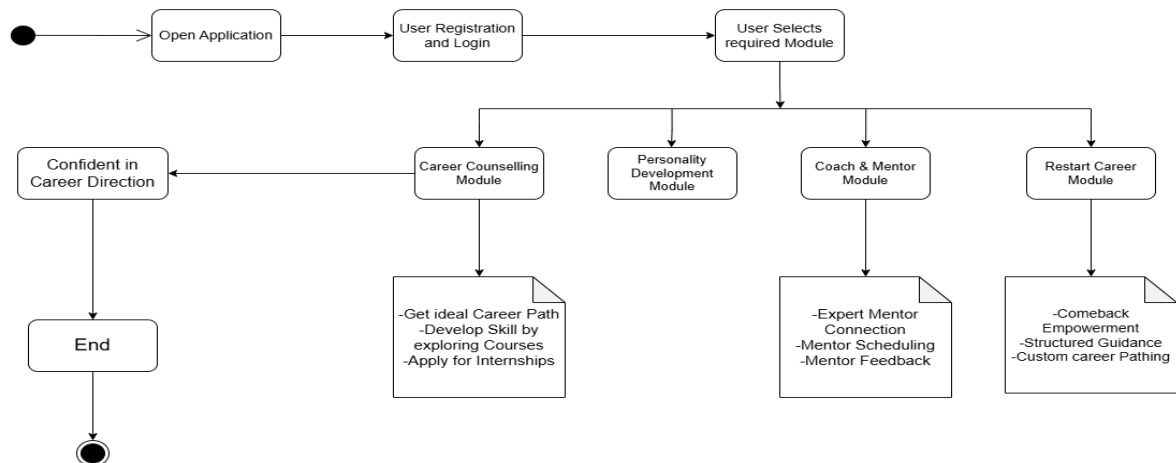 Open Application
User Registration
and Login
User Selects
required Module
Confident in
Career Direction
Career Counselling
Module
Personality
Development
Module
Coach & Mentor
Module
Restart Career
Module
-Get ideal Career Path
-Develop Skill by
exploring Courses
-Apply for Internships
-Expert Mentor
Connection
-Mentor Scheduling
-Mentor Feedback
-Comeback
Empowerment
-Structured Guidance
-Custom career Pathing
End